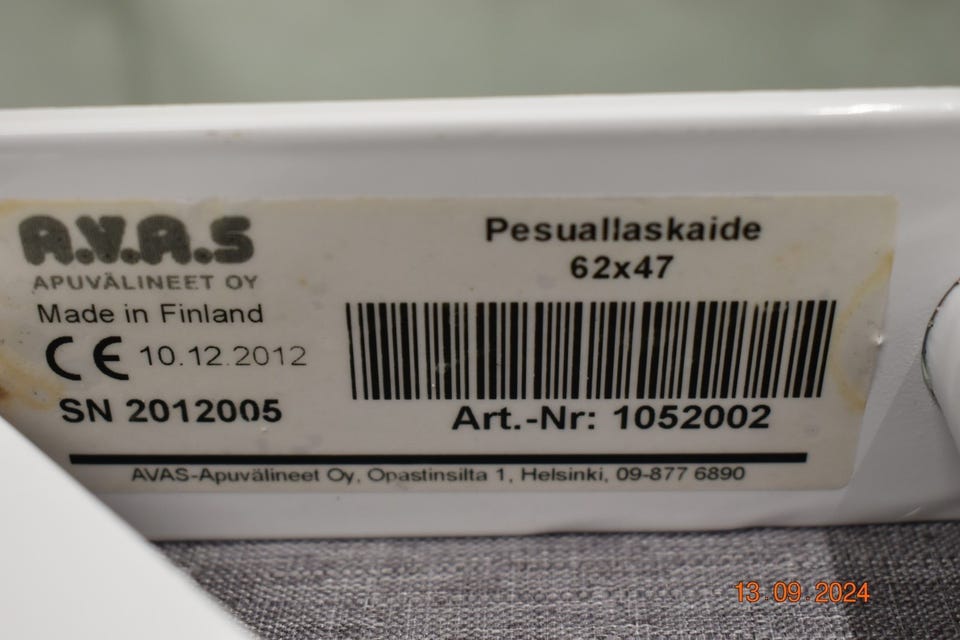 A.V.A.S
APUVÄLINEET OY
Made in Finland
CE 10.12.2012
SN 2012005
Pesuallaskaide
62x47
Art.-Nr: 1052002
AVAS-Apuvälineet Oy, Opastinsilta 1, Helsinki, 09-877 6890
13.09.2024